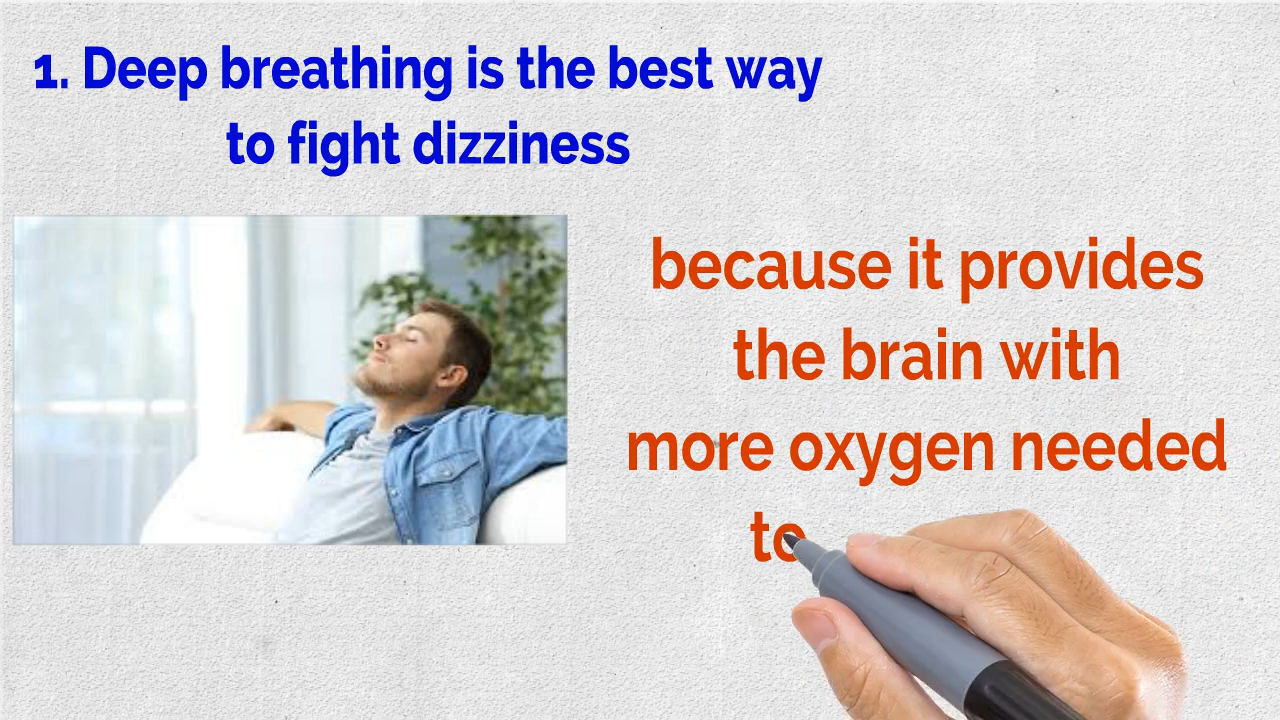 1. Deep breathing is the best way
to fight dizziness
because it provides
the brain with
more oxygen needed
to